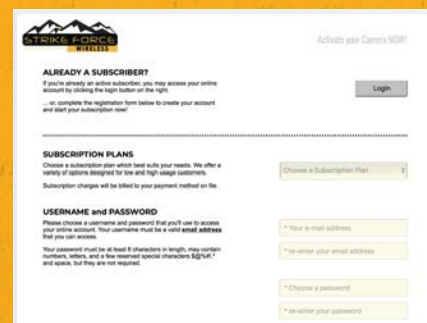 STRIKE FORCE
WIRELESS
Activate your Camera NOW!
ALREADY A SUBSCRIBER?
If you're already an active subscriber, you may access your online
account by clicking the login button on the right.
... or, complete the registration form below to create your account
and start your subscription now!
Login
SUBSCRIPTION PLANS
Choose a subscription plan which best suits your needs. We offer a
variety of options designed for low and high usage customers.
Subscription charges will be billed to your payment method on file.
Choose a Subscription Plan
USERNAME and PASSWORD
Please choose a username and password that you'll use to access
your online account. Your username must be a valid email address
that you can access.
Your password must be at least 6 characters in length, may contain
numbers, letters, and a few reserved special characters $@%#!.*
and space, but they are not required.
* Your e-mail address
* re-enter your email address
* Choose a password
* re-enter your password